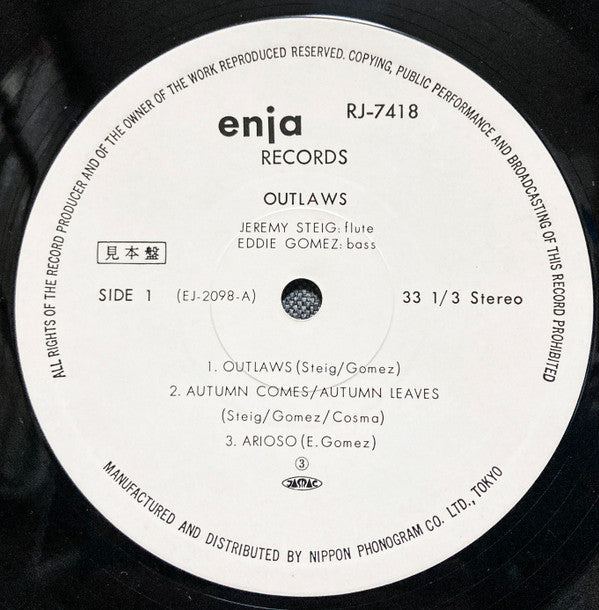 ALL RIGHTS OF THE RECORD PRODUCER AND OF THE OWNER OF THE WORK REPRODUCED RESERVED. COPYING, PUBLIC PERFORMANCE AND BROADCASTING OF THIS RECORD PROHIBITED
enja
RJ-7418
RECORDS
OUTLAWS
JEREMY STEIG: flute
EDDIE GOMEZ: bass
見本盤
SIDE 1 (EJ-2098-A) 33 1/3 Stereo
1. OUTLAWS (Steig/Gomez)
2. AUTUMN COMES/AUTUMN LEAVES
(Steig/Gomez/Cosma)
3. ARIOSO (E. Gomez)
③
JASRAC
MANUFACTURED AND DISTRIBUTED BY NIPPON PHONOGRAM CO. LTD., TOKYO